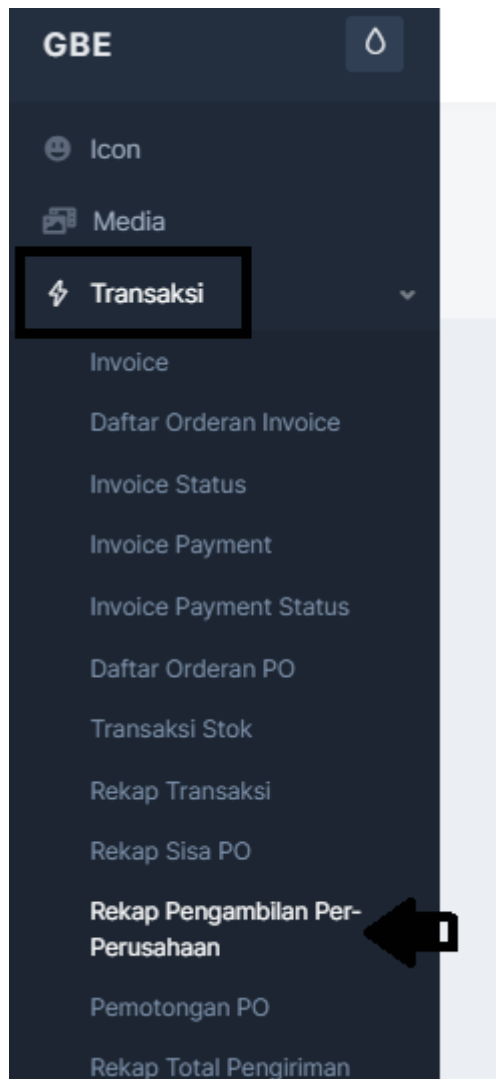 GBE
Icon
Media
Transaksi
Invoice
Daftar Orderan Invoice
Invoice Status
Invoice Payment
Invoice Payment Status
Daftar Orderan PO
Transaksi Stok
Rekap Transaksi
Rekap Sisa PO
Rekap Pengambilan Per-
Perusahaan
Pemotongan PO
Rekap Total Pengiriman